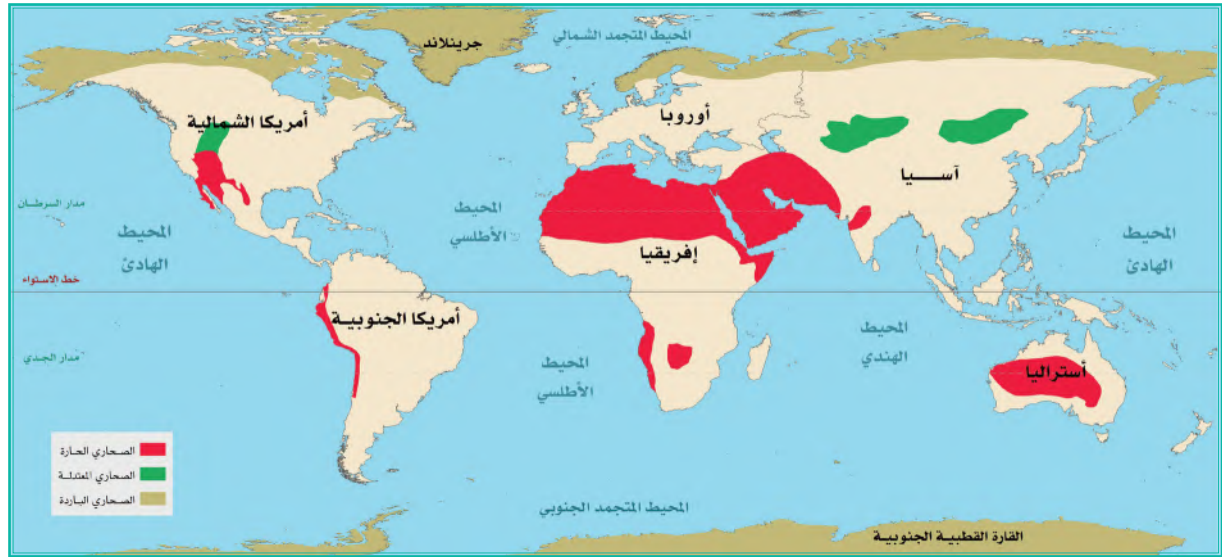 المحيط المتجمد الشمالي
جرينلاند
أوروبا
أمريكا الشمالية
آسيا
مدار السرطان
المحيط
الهادئ
المحيط
الأطلسي
المحيط
الهادئ
إفريقيا
خط الاستواء
أمريكا الجنوبية
المحيط
الهندي
مدار الجدي
المحيط
الأطلسي
أستراليا
الصحاري الحارة
الصحاري المعتدلة
الصحاري الباردة
المحيط المتجمد الجنوبي
القارة القطبية الجنوبية